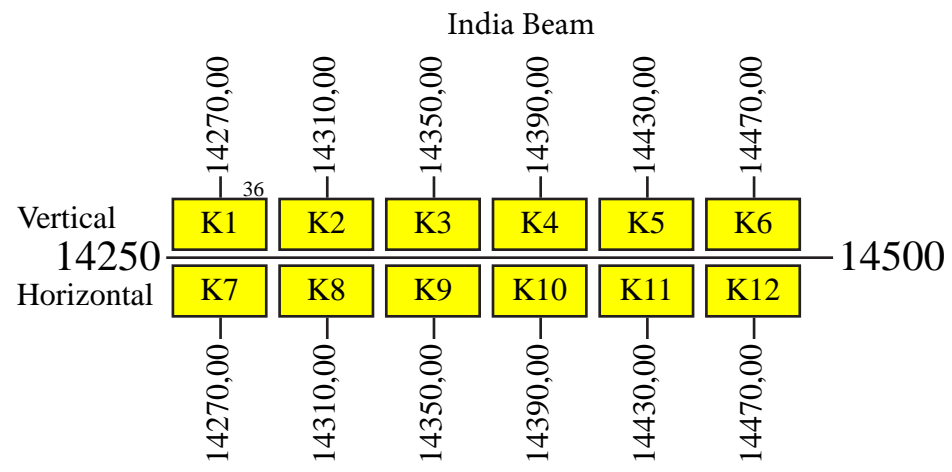 India Beam
14270,00 14310,00 14350,00 14390,00 14430,00 14470,00
36
Vertical K1 K2 K3 K4 K5 K6
14250 14500
Horizontal K7 K8 K9 K10 K11 K12
14270,00 14310,00 14350,00 14390,00 14430,00 14470,00